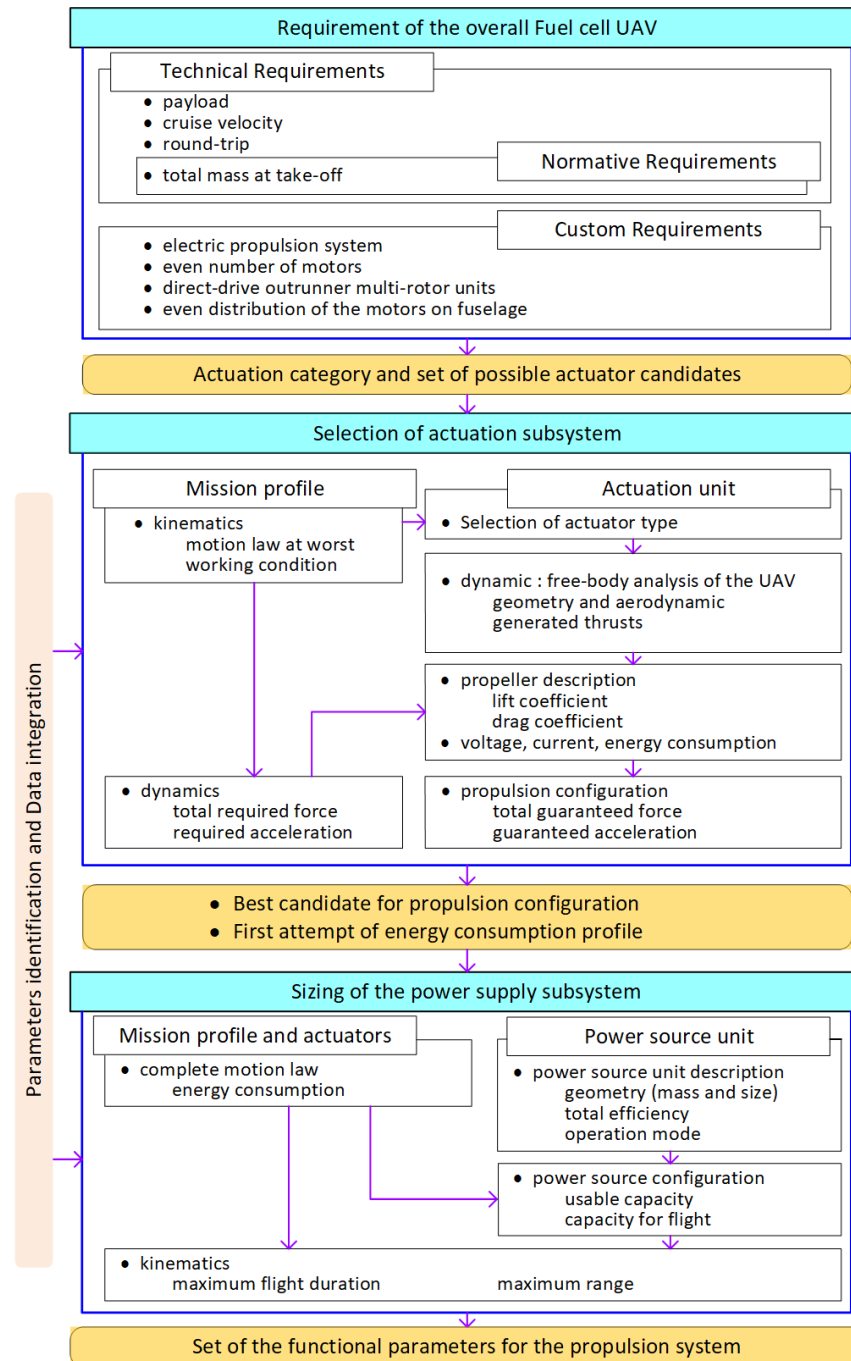 Requirement of the overall Fuel cell UAV
Technical Requirements
● payload
● cruise velocity
● round-trip
Normative Requirements
● total mass at take-off
Custom Requirements
● electric propulsion system
● even number of motors
● direct-drive outrunner multi-rotor units
● even distribution of the motors on fuselage
Actuation category and set of possible actuator candidates
Selection of actuation subsystem
Mission profile
● kinematics
motion law at worst
working condition
Actuation unit
● Selection of actuator type
● dynamic : free-body analysis of the UAV
geometry and aerodynamic
generated thrusts
● propeller description
lift coefficient
drag coefficient
● voltage, current, energy consumption
● dynamics
total required force
required acceleration
● propulsion configuration
total guaranteed force
guaranteed acceleration
Parameters identification and Data integration
● Best candidate for propulsion configuration
● First attempt of energy consumption profile
Sizing of the power supply subsystem
Mission profile and actuators
● complete motion law
energy consumption
Power source unit
● power source unit description
geometry (mass and size)
total efficiency
operation mode
● power source configuration
usable capacity
capacity for flight
● kinematics
maximum flight duration maximum range
Set of the functional parameters for the propulsion system